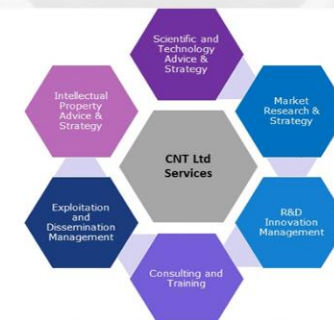 Scientific and
Technology
Advice &
Strategy
Intellectual
Property
Advice &
Strategy
Market
Research &
Strategy
CNT Ltd
Services
Exploitation
and
Dissemination
Management
R&D
Innovation
Management
Consulting and
Training